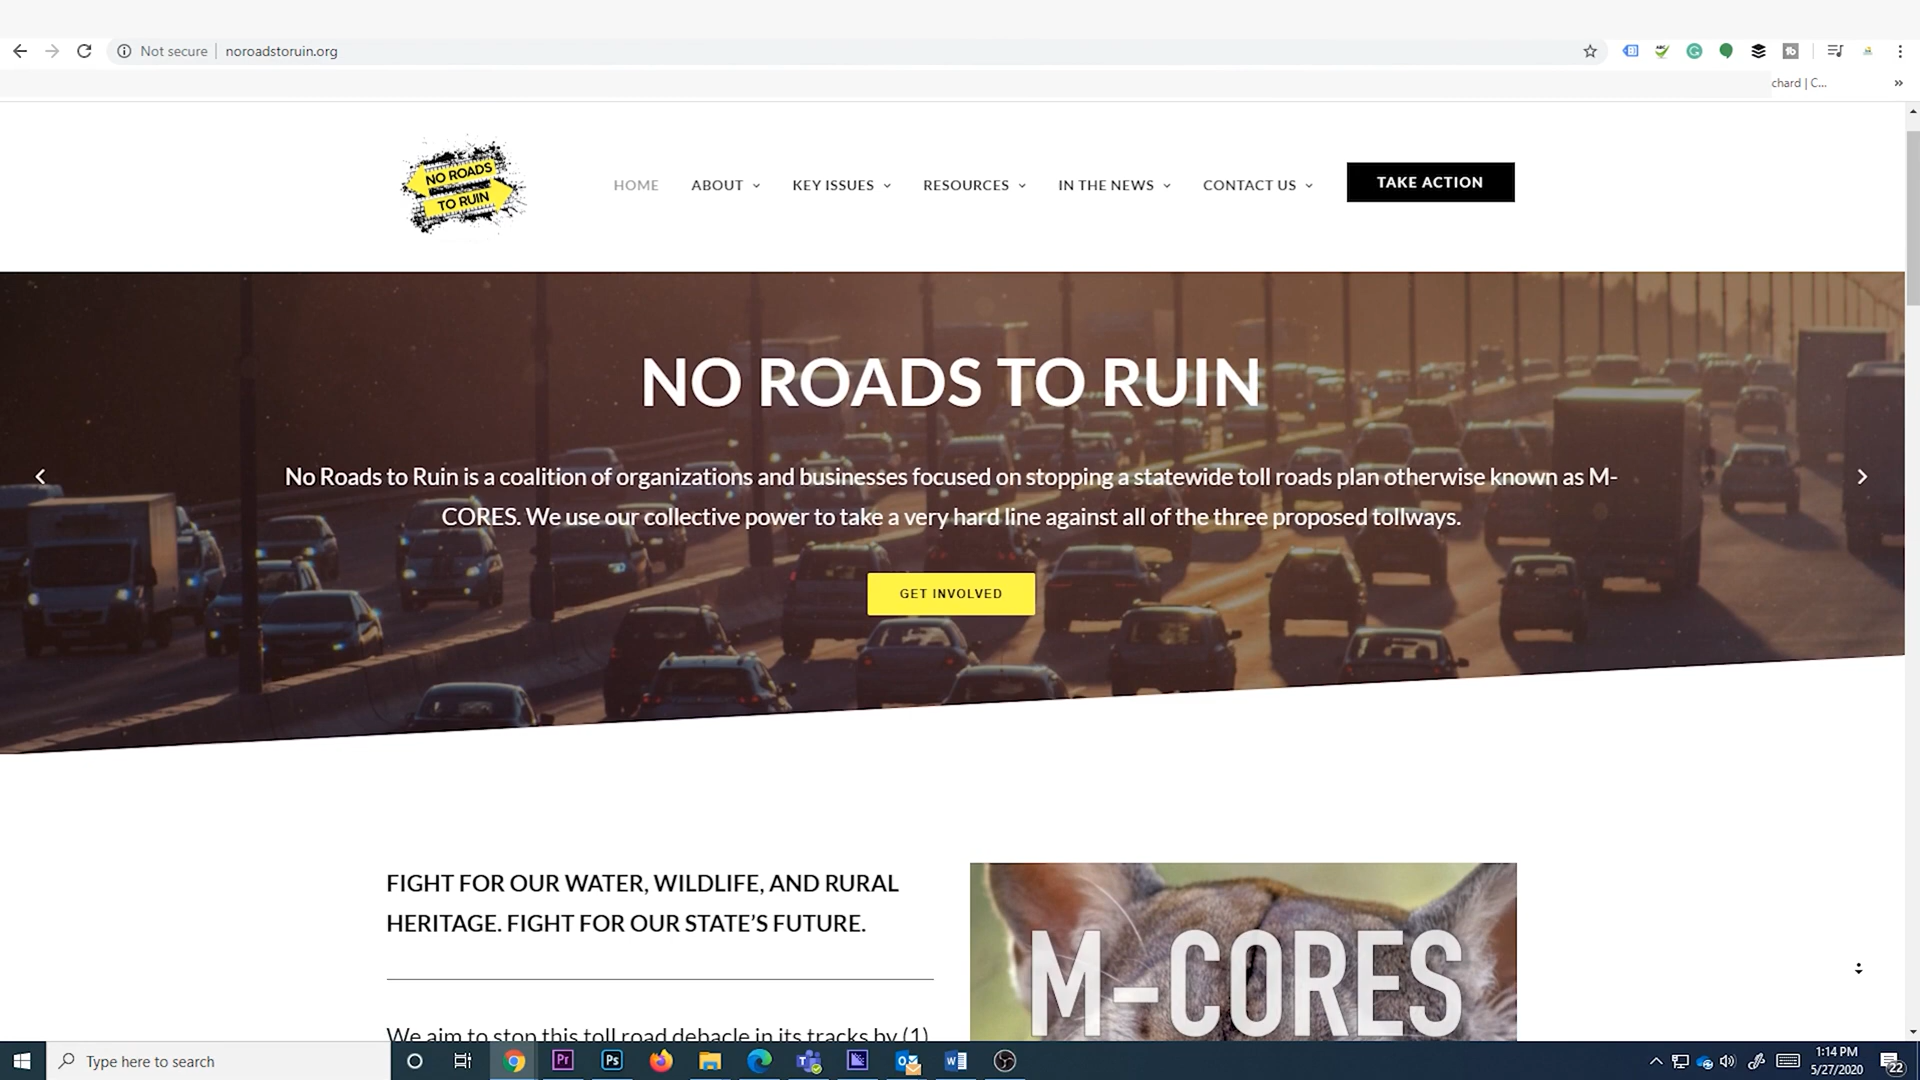 Not secure noroadstoruin.org
chard | C...
NO ROADS
TO RUIN
HOME ABOUT KEY ISSUES RESOURCES IN THE NEWS CONTACT US TAKE ACTION
NO ROADS TO RUIN
No Roads to Ruin is a coalition of organizations and businesses focused on stopping a statewide toll roads plan otherwise known as M-
CORES. We use our collective power to take a very hard line against all of the three proposed tollways.
GET INVOLVED
FIGHT FOR OUR WATER, WILDLIFE, AND RURAL
HERITAGE. FIGHT FOR OUR STATE'S FUTURE.
M-CORES
We aim to stop this toll road debacle in its tracks by (1)
Type here to search
Pr
Ps
1:14 PM
5/27/2020
22